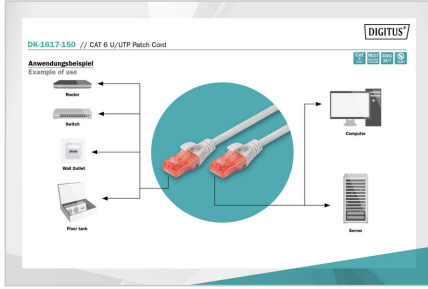 DIGITUS®
DK-1617-150 // CAT 6 U/UTP Patch Cord
Anwendungsbeispiel
Example of use
Router
Switch
Wall Outlet
Floor tank
Computer
Server